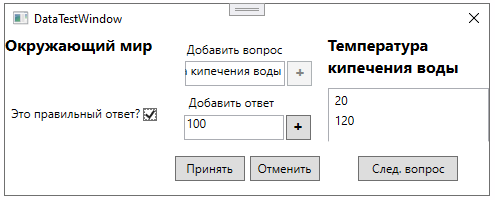 DataTestWindow
Окружающий мир
Добавить вопрос
кипечения воды
+
Температура
кипечения воды
Это правильный ответ?
Добавить ответ
100
+
20
120
Принять
Отменить
След. вопрос